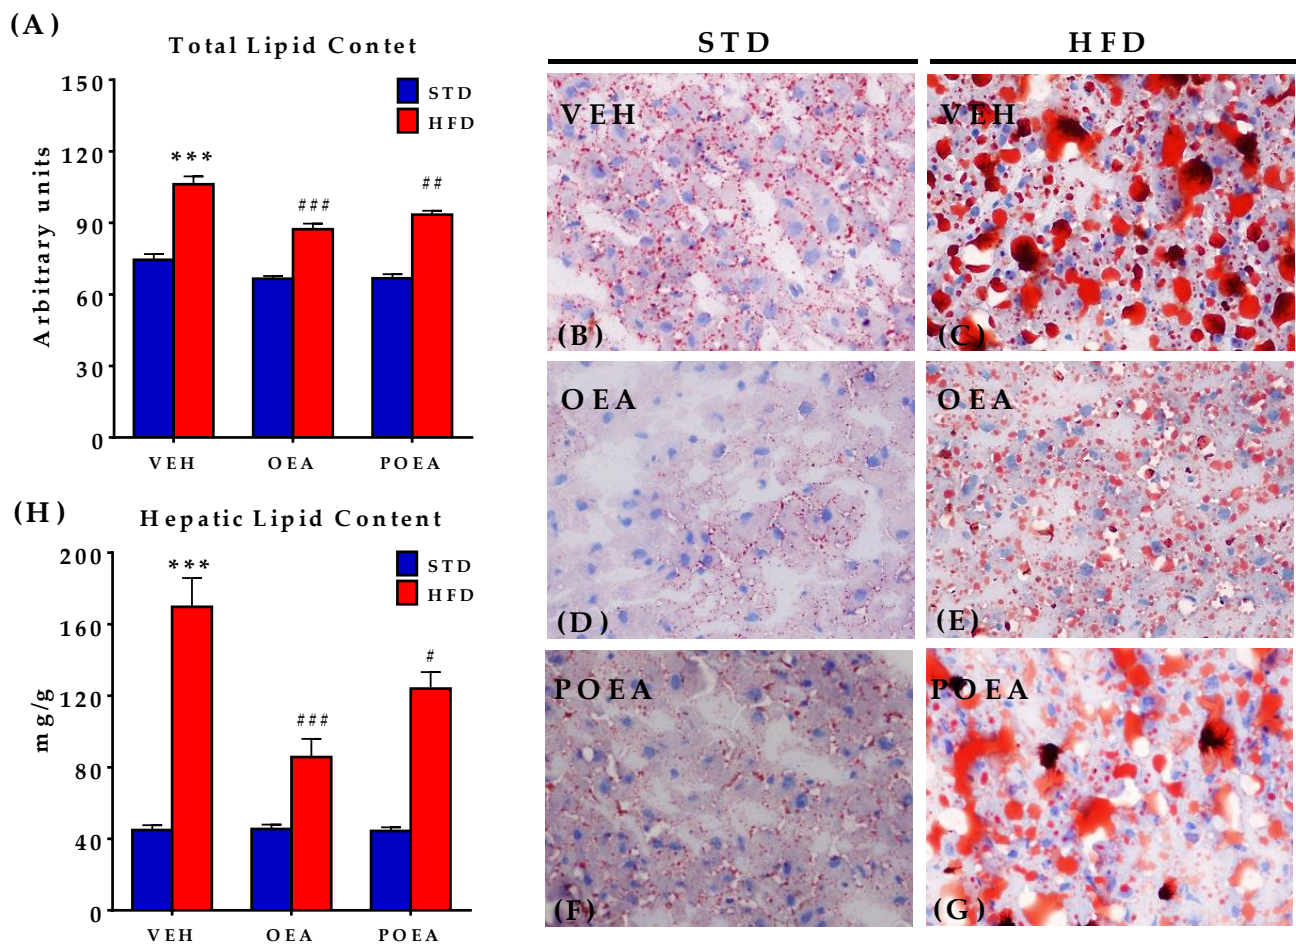 (A)
Total Lipid Contet
Arbitrary units
150
120
90
60
30
0
STD
HFD
***
###
##
VEH OEA POEA
(H)
Hepatic Lipid Content
mg/g
200
160
120
80
40
0
STD
HFD
***
###
#
VEH OEA POEA
STD HFD
VEH
(B)
VEH
(C)
OEA
(D)
OEA
(E)
POEA
(F)
POEA
(G)